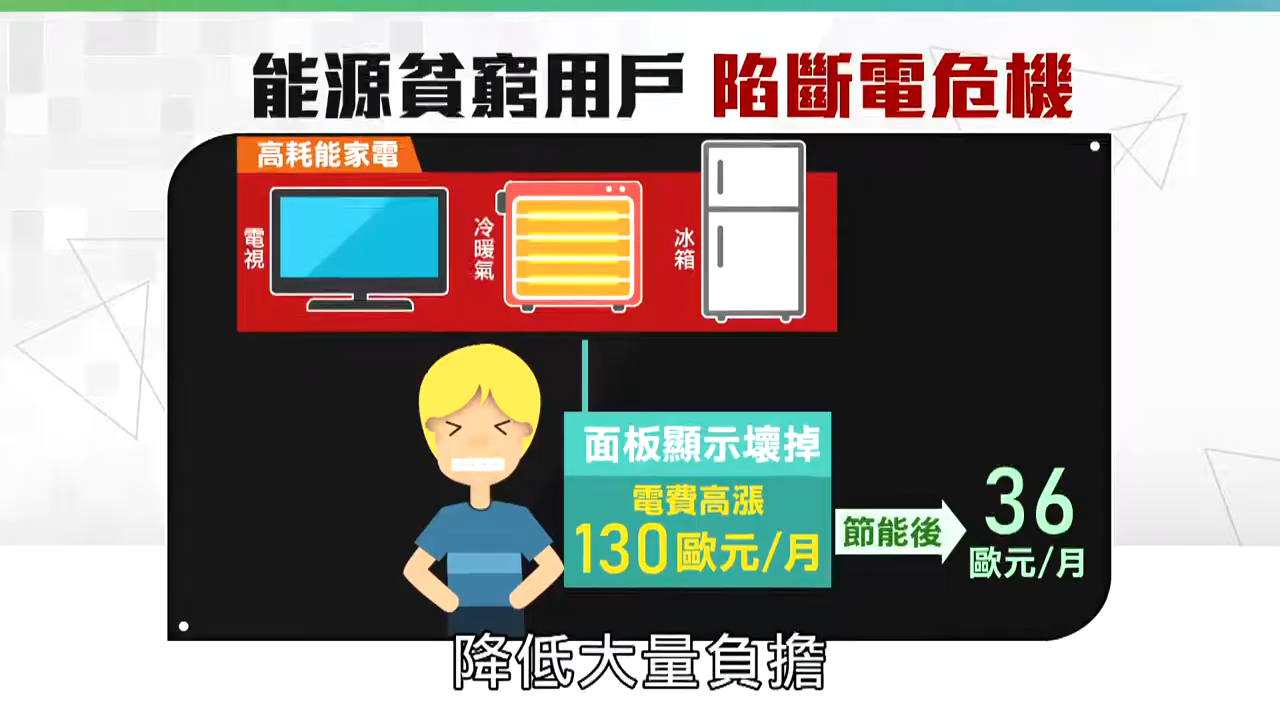 能源貧窮用戶 陷斷電危機
高耗能家電
電視
冷暖氣
冰箱
面板顯示壞掉
電費高漲
130歐元/月
節能後
36
歐元/月
降低大量負擔